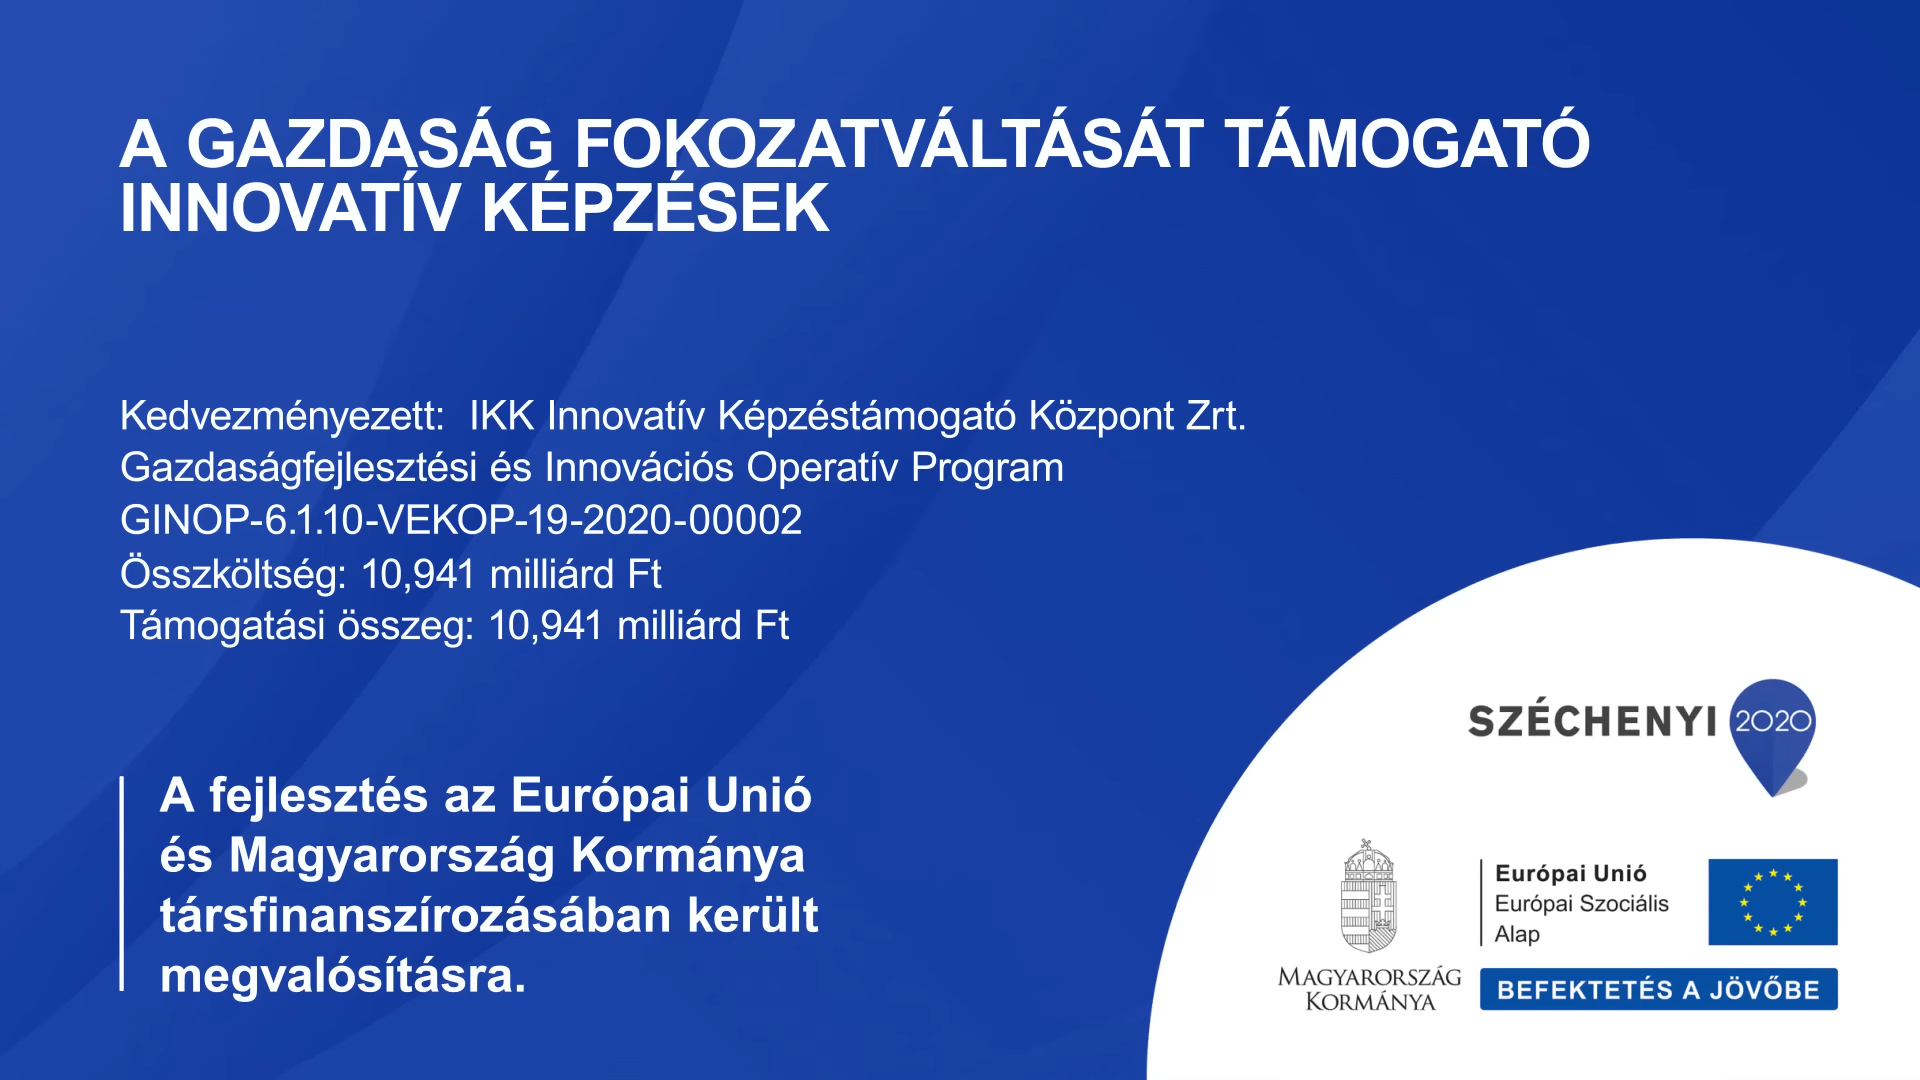 A GAZDASÁG FOKOZATVÁLTÁSÁT TÁMOGATÓ
INNOVATÍV KÉPZÉSEK
Kedvezményezett:  IKK Innovatív Képzéstámogató Központ Zrt.
Gazdaságfejlesztési és Innovációs Operatív Program
GINOP-6.1.10-VEKOP-19-2020-00002
Összköltség: 10,941 milliárd Ft
Támogatási összeg: 10,941 milliárd Ft
A fejlesztés az Európai Unió
és Magyarország Kormánya
társfinanszírozásában került
megvalósításra.
SZÉCHENYI 2020
MAGYARORSZÁG
KORMÁNYA
Európai Unió
Európai Szociális
Alap
BEFEKTETÉS A JÖVŐBE